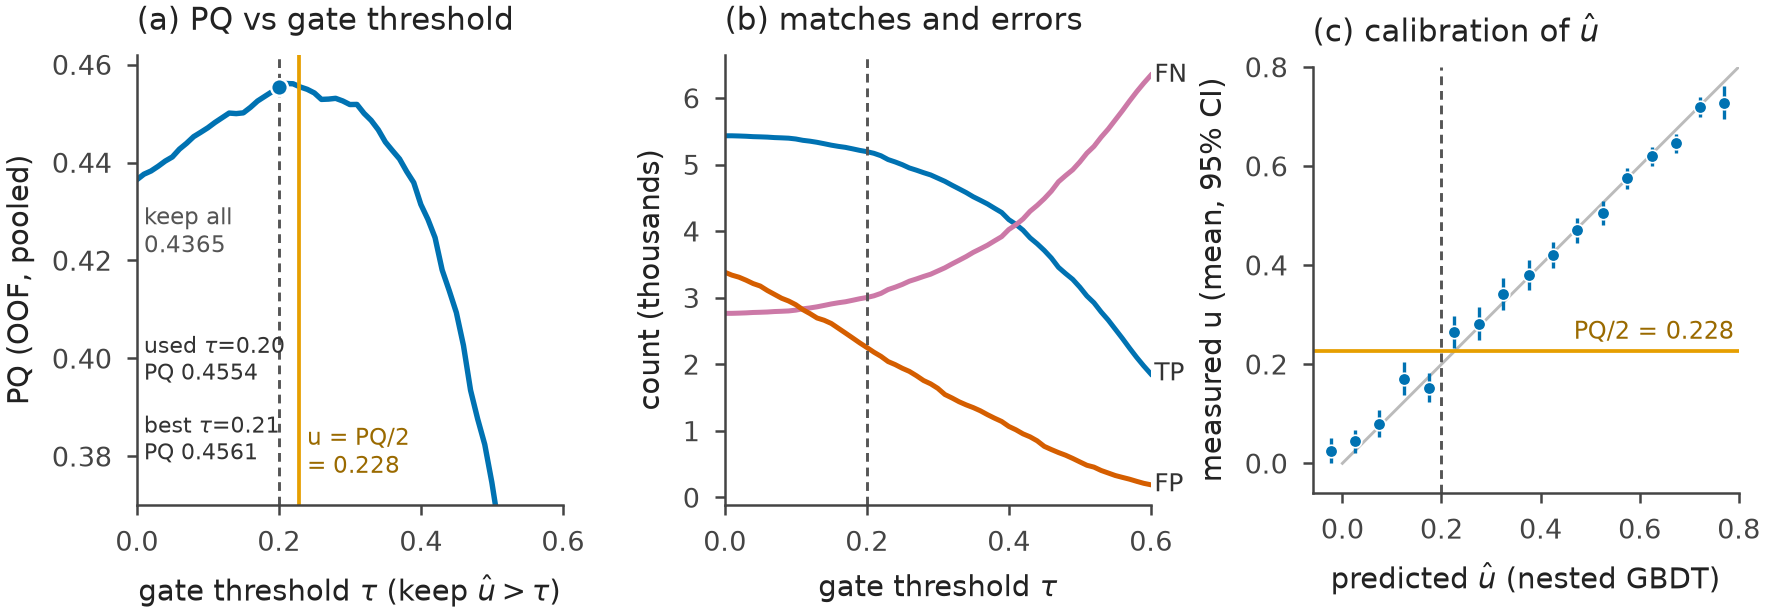 (a) PQ vs gate threshold
PQ (OOF, pooled)
0.46
0.44
0.42
0.40
0.38
keep all
0.4365
used τ=0.20
PQ 0.4554
best τ=0.21
PQ 0.4561
u = PQ/2
= 0.228
0.0 0.2 0.4 0.6
gate threshold τ (keep û > τ)
(b) matches and errors
count (thousands)
6
5
4
3
2
1
0
FN
TP
FP
0.0 0.2 0.4 0.6
gate threshold τ
(c) calibration of û
measured u (mean, 95% CI)
0.8
0.6
0.4
0.2
0.0
PQ/2 = 0.228
0.0 0.2 0.4 0.6 0.8
predicted û (nested GBDT)